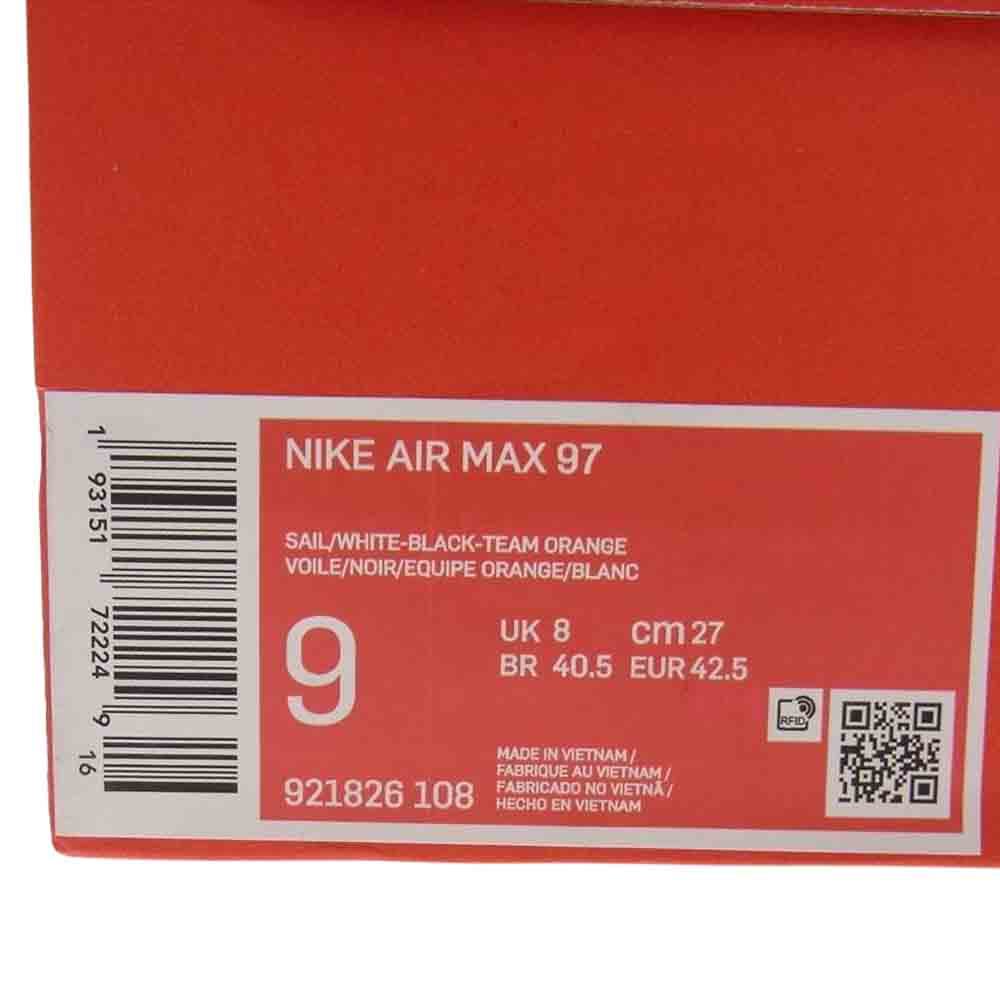 NIKE AIR MAX 97
SAIL/WHITE-BLACK-TEAM ORANGE
VOILE/NOIR/EQUIPE ORANGE/BLANC
9
UK 8 cm 27
BR 40.5 EUR 42.5
RFID
921826 108
MADE IN VIETNAM /
FABRIQUE AU VIETNAM /
FABRICADO NO VIETNÃ /
HECHO EN VIETNAM
1 93151 72224 9 16